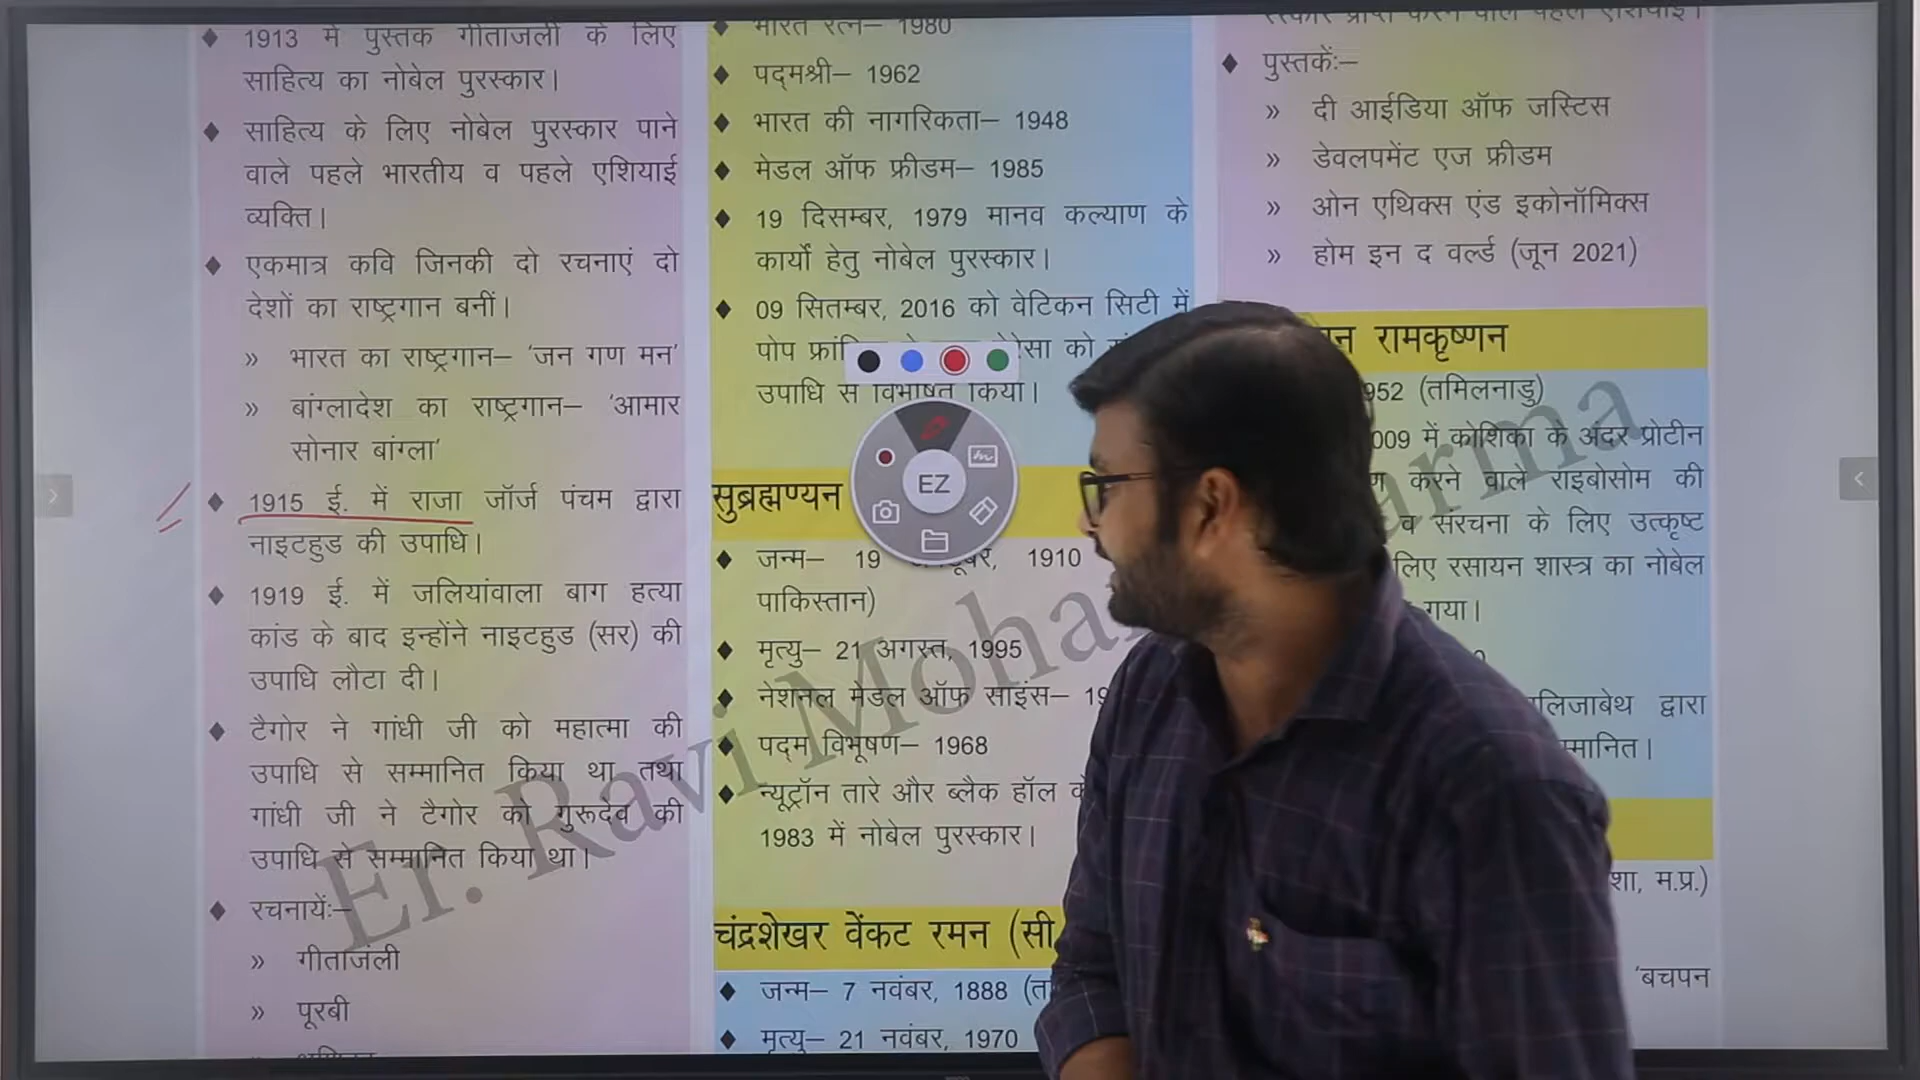 1913 में पुस्तक गीताजंली के लिए
साहित्य का नोबेल पुरस्कार।
साहित्य के लिए नोबेल पुरस्कार पाने
वाले पहले भारतीय व पहले एशियाई
व्यक्ति।
एकमात्र कवि जिनकी दो रचनाएं दो
देशों का राष्ट्रगान बनीं।
» भारत का राष्ट्रगान– 'जन गण मन'
» बांग्लादेश का राष्ट्रगान– 'आमार
सोनार बांग्ला'
1915 ई. में राजा जॉर्ज पंचम द्वारा
नाइटहुड की उपाधि।
1919 ई. में जलियांवाला बाग हत्या
कांड के बाद इन्होंने नाइटहुड (सर) की
उपाधि लौटा दी।
टैगोर ने गांधी जी को महात्मा की
उपाधि से सम्मानित किया था तथा
गांधी जी ने टैगोर को गुरूदेव की
उपाधि से सम्मानित किया था।
रचनायेंः–
» गीताजंली
» पूरबी
भारत रत्न– 1980
पद्मश्री– 1962
भारत की नागरिकता– 1948
मेडल ऑफ फ्रीडम– 1985
19 दिसम्बर, 1979 मानव कल्याण के
कार्यो हेतु नोबेल पुरस्कार।
09 सितम्बर, 2016 को वेटिकन सिटी में
पोप को
उपाधि से विभूषित किया।
EZ
सुब्रह्मण्यन
जन्म– 19 1910
पाकिस्तान)
मृत्यु– 21 अगस्त, 1995
नेशनल मेडल ऑफ साइंस–
पद्म विभूषण– 1968
न्यूट्रॉन तारे और ब्लैक हॉल
1983 में नोबेल पुरस्कार।
चंद्रशेखर वेंकट रमन (सी
जन्म– 7 नवंबर, 1888
मृत्यु– 21 नवंबर, 1970
पुस्तकेंः–
» दी आईडिया ऑफ जस्टिस
» डेवलपमेंट एज फ्रीडम
» ओन एथिक्स एंड इकोनॉमिक्स
» होम इन द वर्ल्ड (जून 2021)
रामकृष्णन
952 (तमिलनाडु)
009 में कोशिका के अंदर प्रोटीन
करने वाले राइबोसोम की
व संरचना के लिए उत्कृष्ट
लिए रसायन शास्त्र का नोबेल
गया।
लिजाबेथ द्वारा
म्मानित।
शा, म.प्र.)
'बचपन
Er. Ravi Moha
arma